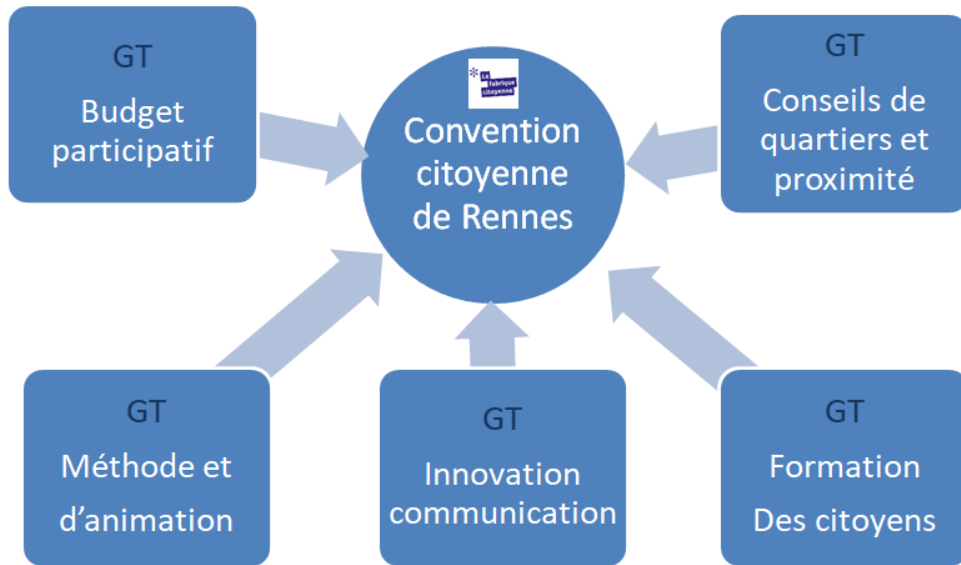 GT
Budget
participatif
* La
fabrique
citoyenne
Convention
citoyenne
de Rennes
GT
Conseils de
quartiers et
proximité
GT
Méthode et
d'animation
GT
Innovation
communication
GT
Formation
Des citoyens